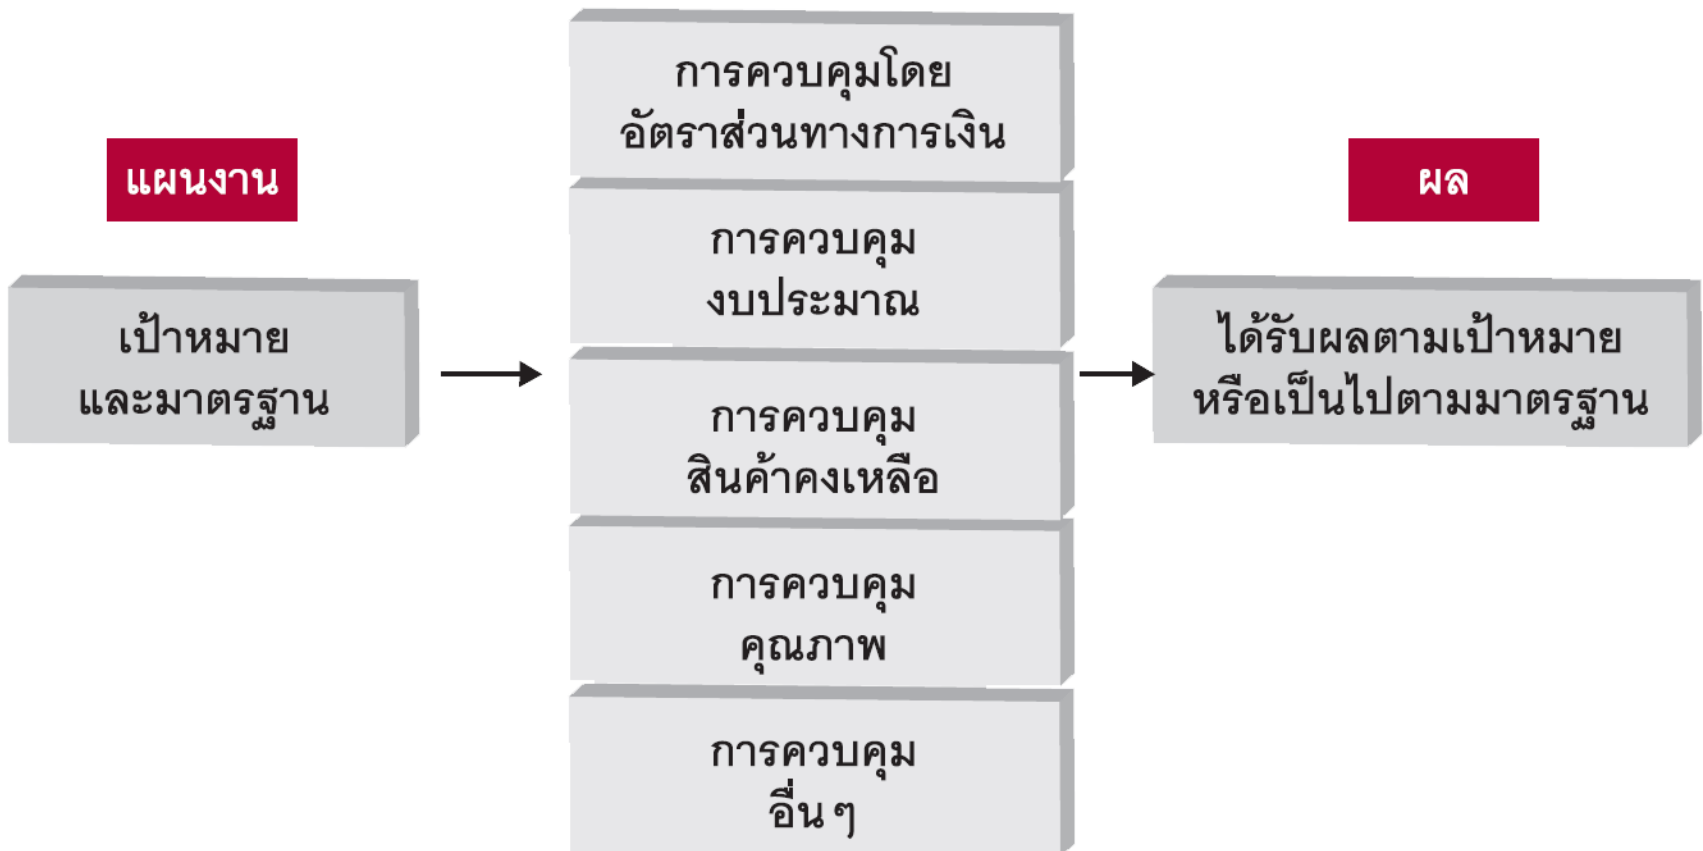 แผนงาน
เป้าหมาย
และมาตรฐาน
การควบคุมโดย
อัตราส่วนทางการเงิน
การควบคุม
งบประมาณ
การควบคุม
สินค้าคงเหลือ
การควบคุม
คุณภาพ
การควบคุม
อื่นๆ
ผล
ได้รับผลตามเป้าหมาย
หรือเป็นไปตามมาตรฐาน